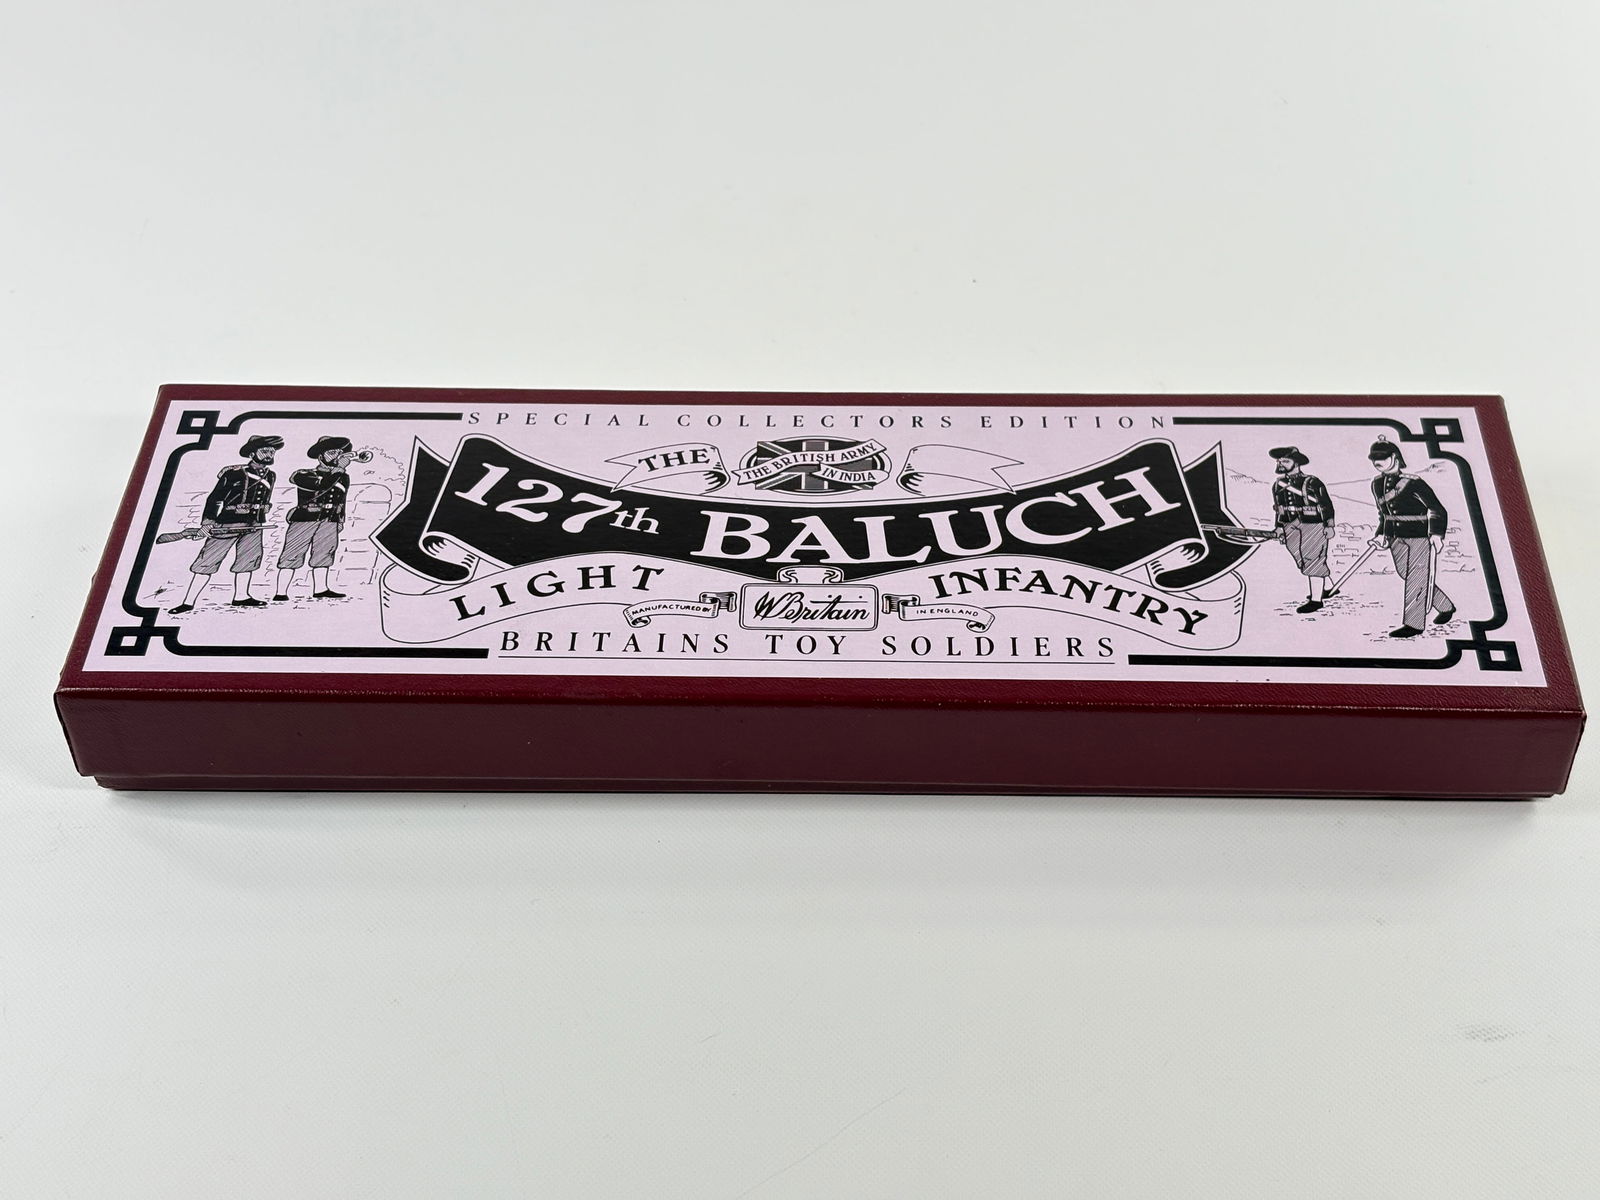 SPECIAL COLLECTORS EDITION
THE
THE BRITISH ARMY
IN INDIA
127th BALUCH
LIGHT INFANTRY
MANUFACTURED BY
W Britain
IN ENGLAND
BRITAINS TOY SOLDIERS